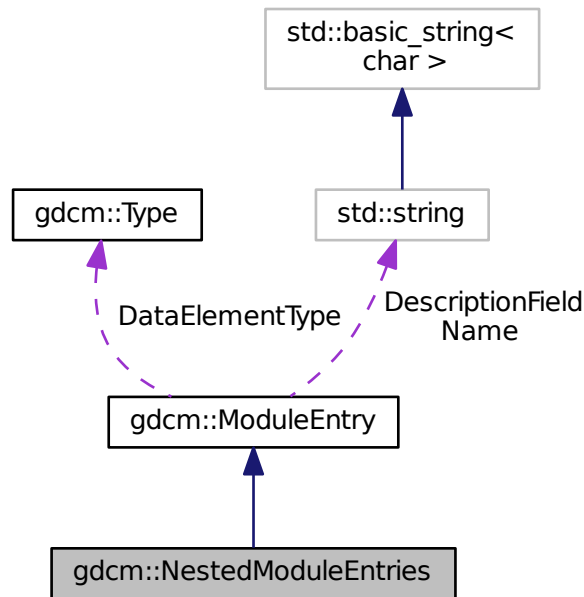 std::basic_string<
char >
gdcm::Type
std::string
DataElementType
DescriptionField
Name
gdcm::ModuleEntry
gdcm::NestedModuleEntries